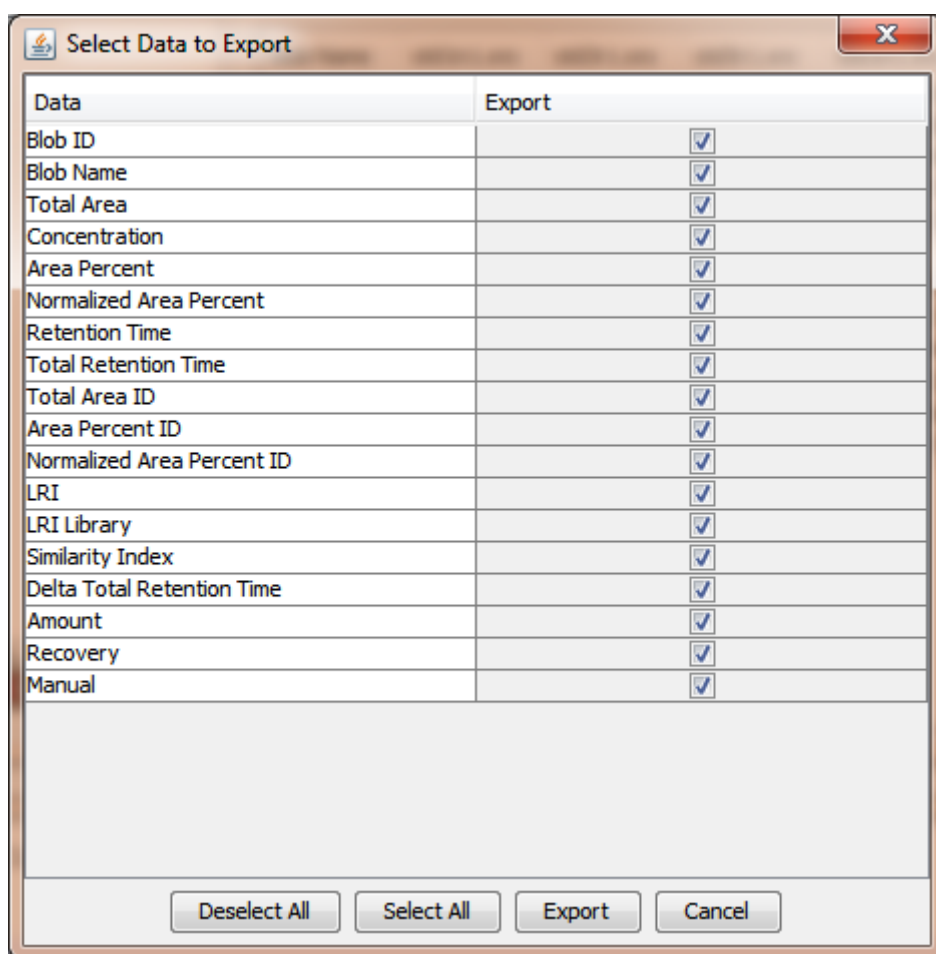 Select Data to Export
Data Export
Blob ID
Blob Name
Total Area
Concentration
Area Percent
Normalized Area Percent
Retention Time
Total Retention Time
Total Area ID
Area Percent ID
Normalized Area Percent ID
LRI
LRI Library
Similarity Index
Delta Total Retention Time
Amount
Recovery
Manual
Deselect All Select All Export Cancel